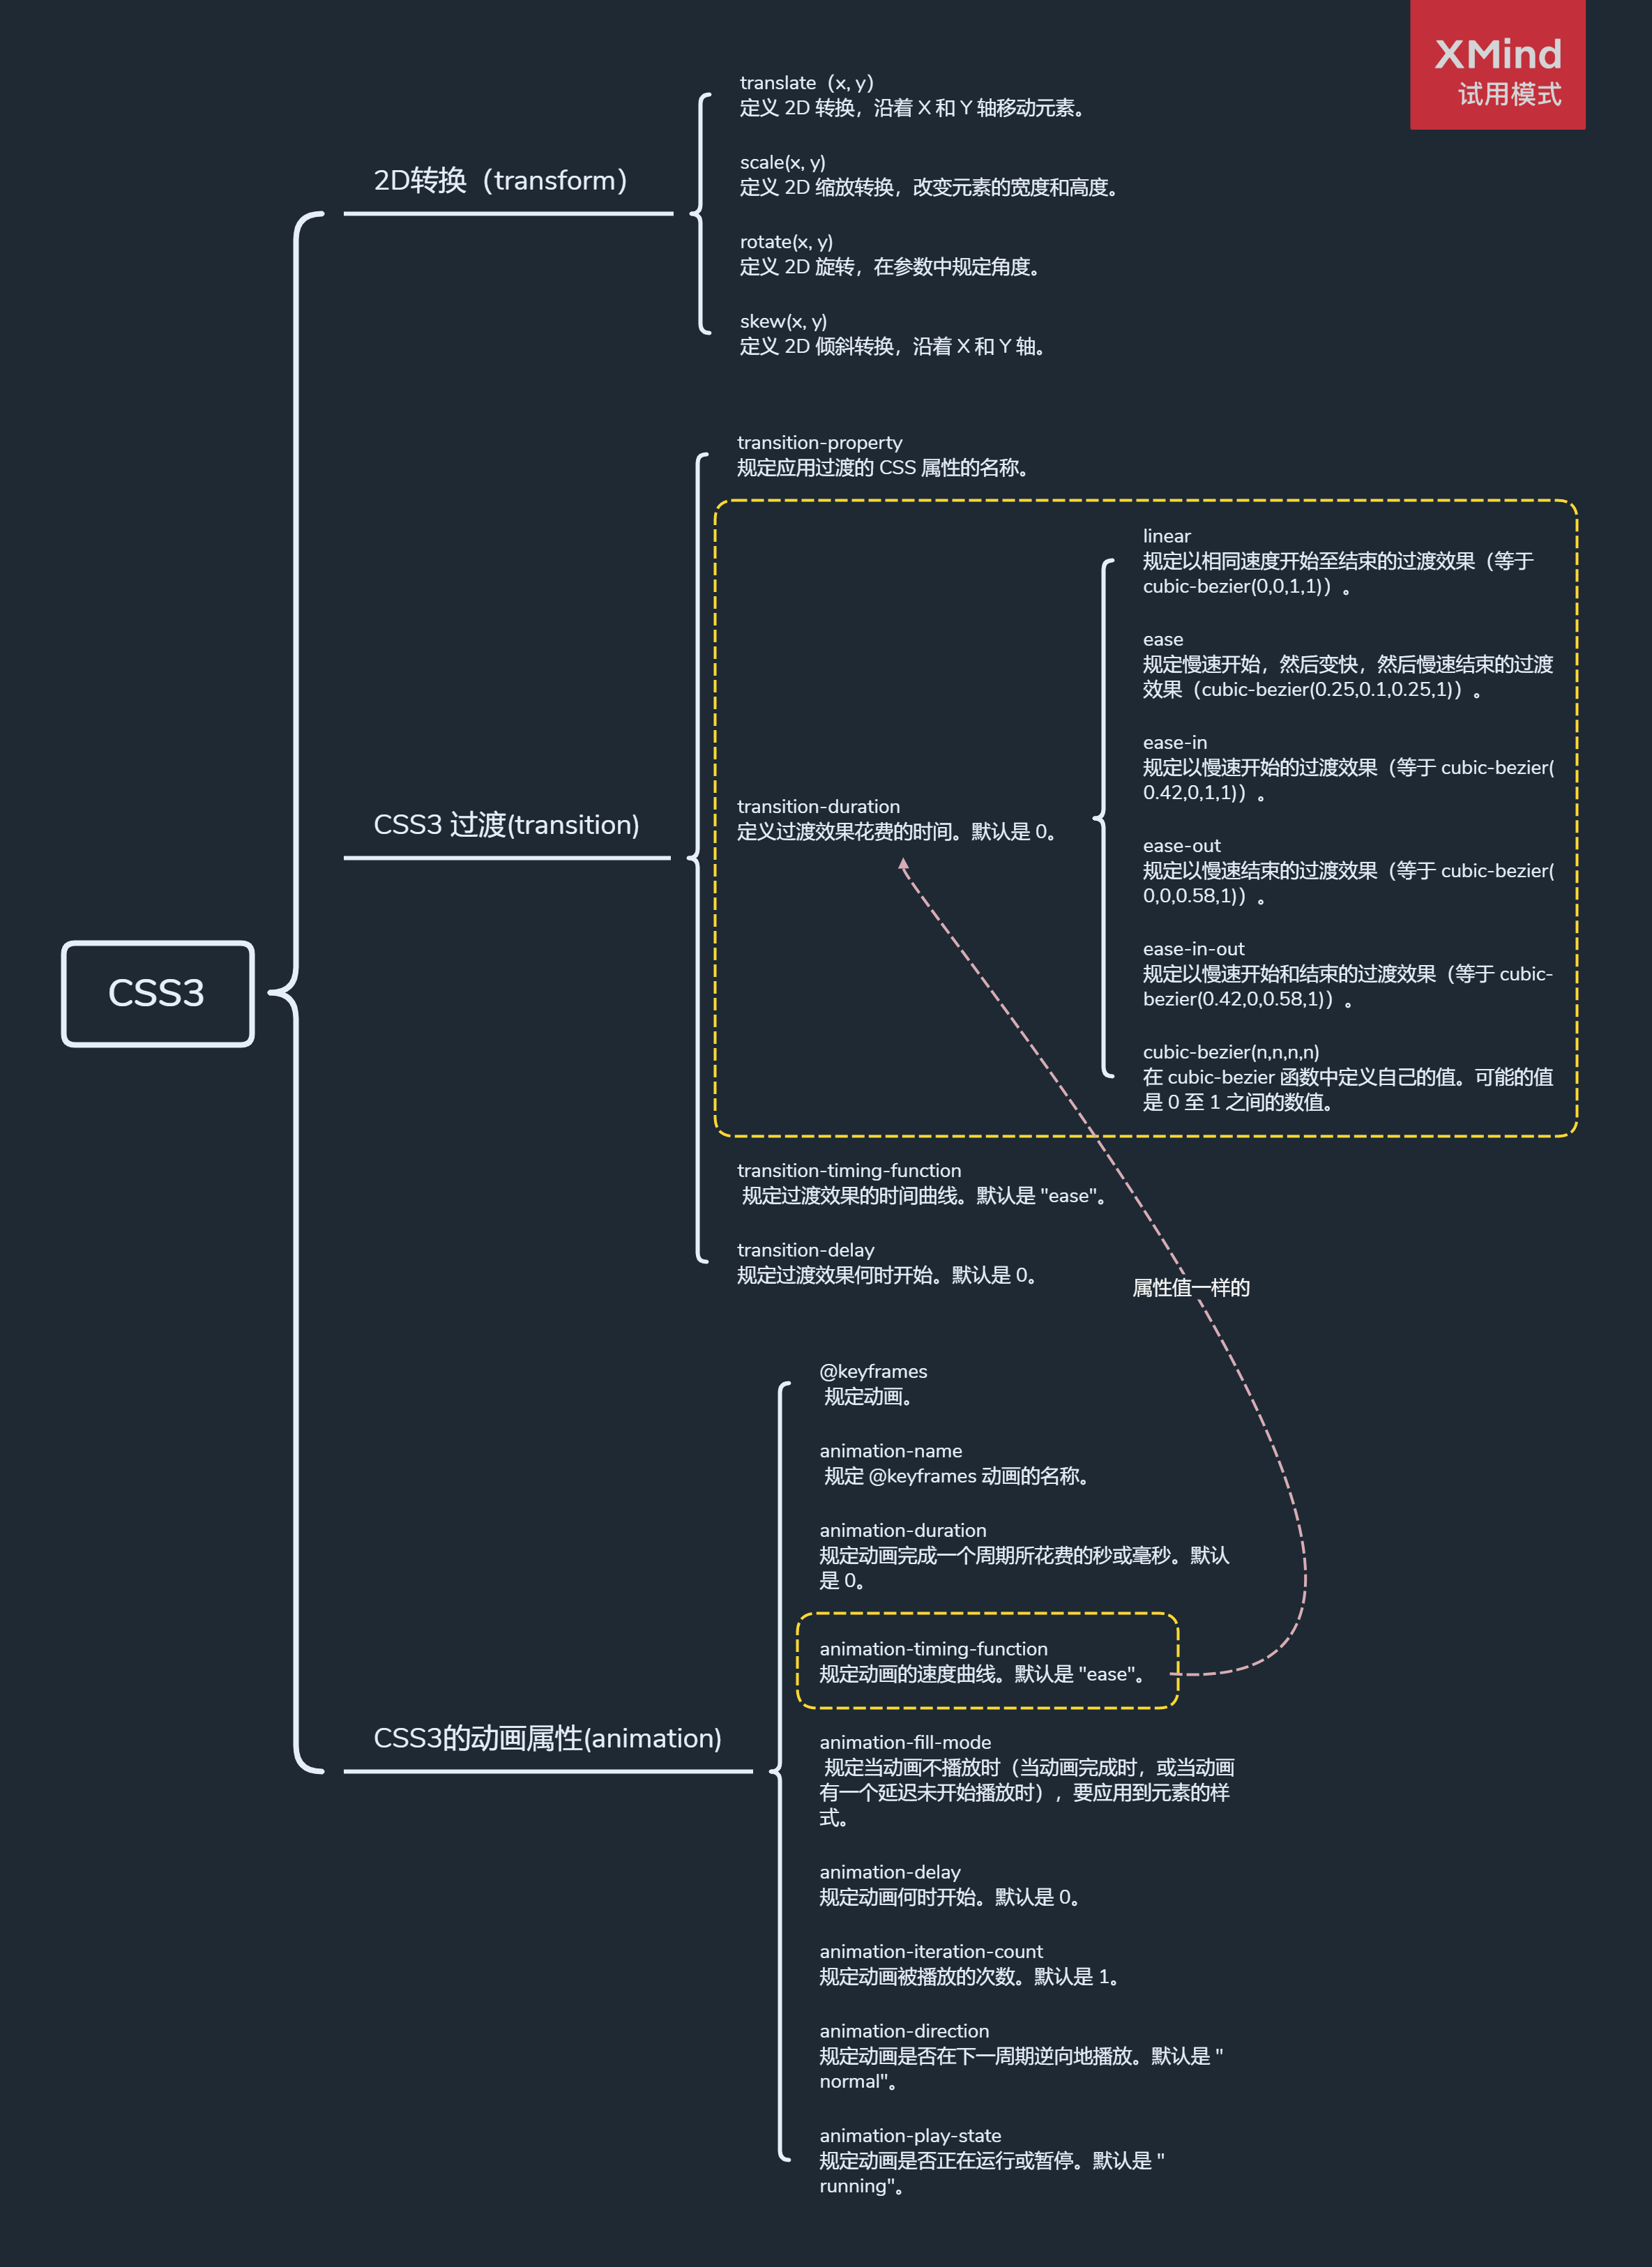 XMind
试用模式
translate（x, y）
定义 2D 转换，沿着 X 和 Y 轴移动元素。
scale(x, y)
定义 2D 缩放转换，改变元素的宽度和高度。
2D转换（transform）
rotate(x, y)
定义 2D 旋转，在参数中规定角度。
skew(x, y)
定义 2D 倾斜转换，沿着 X 和 Y 轴。
transition-property
规定应用过渡的 CSS 属性的名称。
linear
规定以相同速度开始至结束的过渡效果（等于
cubic-bezier(0,0,1,1)）。
ease
规定慢速开始，然后变快，然后慢速结束的过渡
效果（cubic-bezier(0.25,0.1,0.25,1)）。
ease-in
规定以慢速开始的过渡效果（等于 cubic-bezier(
0.42,0,1,1)）。
CSS3 过渡(transition)
transition-duration
定义过渡效果花费的时间。默认是 0。
ease-out
规定以慢速结束的过渡效果（等于 cubic-bezier(
0,0,0.58,1)）。
ease-in-out
规定以慢速开始和结束的过渡效果（等于 cubic-
bezier(0.42,0,0.58,1)）。
CSS3
cubic-bezier(n,n,n,n)
在 cubic-bezier 函数中定义自己的值。可能的值
是 0 至 1 之间的数值。
transition-timing-function
规定过渡效果的时间曲线。默认是 "ease"。
transition-delay
规定过渡效果何时开始。默认是 0。
属性值一样的
@keyframes
规定动画。
animation-name
规定 @keyframes 动画的名称。
animation-duration
规定动画完成一个周期所花费的秒或毫秒。默认
是 0。
animation-timing-function
规定动画的速度曲线。默认是 "ease"。
CSS3的动画属性(animation)
animation-fill-mode
规定当动画不播放时（当动画完成时，或当动画
有一个延迟未开始播放时），要应用到元素的样
式。
animation-delay
规定动画何时开始。默认是 0。
animation-iteration-count
规定动画被播放的次数。默认是 1。
animation-direction
规定动画是否在下一周期逆向地播放。默认是 "
normal"。
animation-play-state
规定动画是否正在运行或暂停。默认是 "
running"。